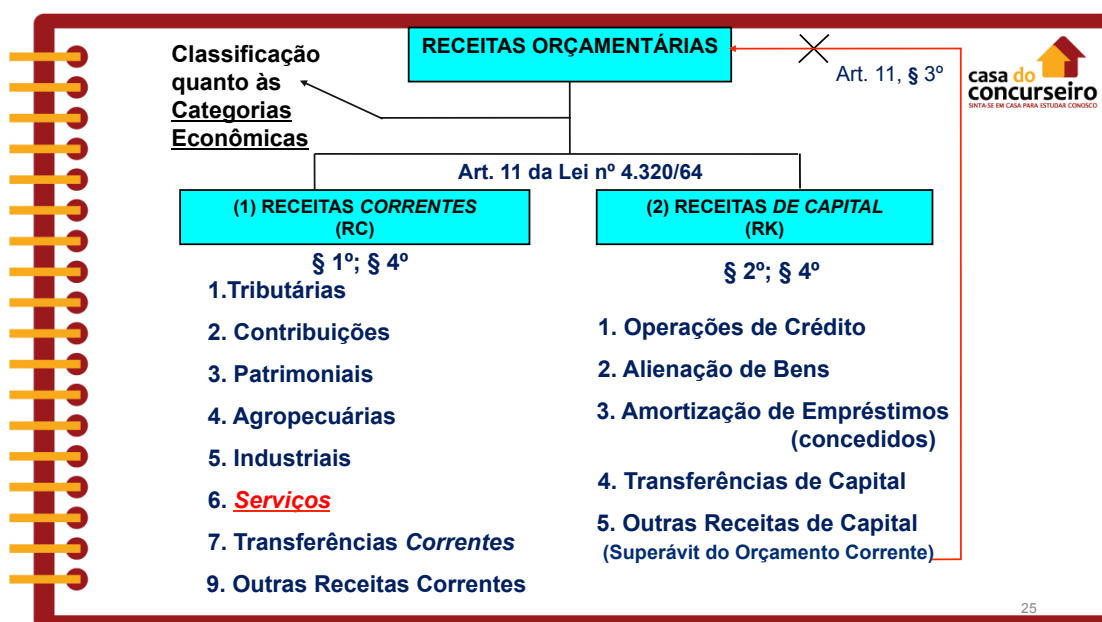 Classificação
quanto às
Categorias
Econômicas
RECEITAS ORÇAMENTÁRIAS
Art. 11, § 3º
casa do
concurseiro
SINTA-SE EM CASA PARA ESTUDAR CONOSCO
Art. 11 da Lei nº 4.320/64
(1) RECEITAS CORRENTES
(RC)
§ 1º; § 4º
1.Tributárias
2. Contribuições
3. Patrimoniais
4. Agropecuárias
5. Industriais
6. Serviços
7. Transferências Correntes
9. Outras Receitas Correntes
(2) RECEITAS DE CAPITAL
(RK)
§ 2º; § 4º
1. Operações de Crédito
2. Alienação de Bens
3. Amortização de Empréstimos
(concedidos)
4. Transferências de Capital
5. Outras Receitas de Capital
(Superávit do Orçamento Corrente)
25